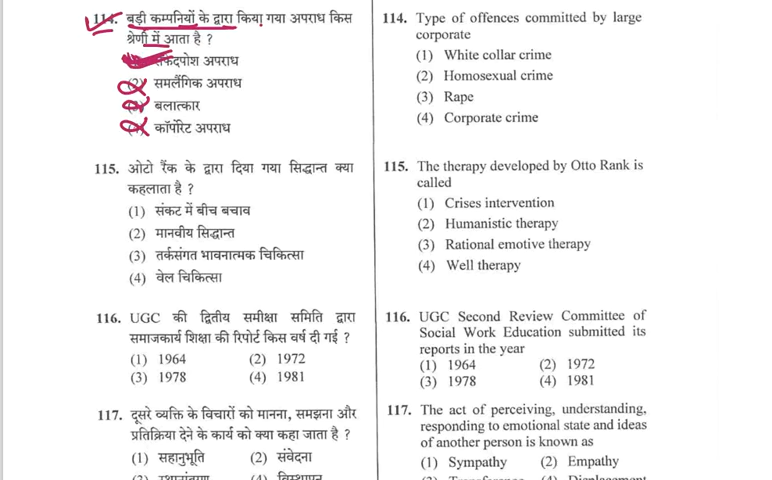 114. बड़ी कम्पनियों के द्वारा किया गया अपराध किस
श्रेणी में आता है ?
अपराध
(2) समलैंगिक अपराध
(3) बलात्कार
(4) कॉर्पोरेट अपराध
115. ओटो रैंक के द्वारा दिया गया सिद्धान्त क्या
कहलाता है ?
(1) संकट में बीच बचाव
(2) मानवीय सिद्धान्त
(3) तर्कसंगत भावनात्मक चिकित्सा
(4) वेल चिकित्सा
116. UGC की द्वितीय समीक्षा समिति द्वारा
समाजकार्य शिक्षा की रिपोर्ट किस वर्ष दी गई ?
(1) 1964 (2) 1972
(3) 1978 (4) 1981
117. दूसरे व्यक्ति के विचारों को मानना, समझना और
प्रतिक्रिया देने के कार्य को क्या कहा जाता है ?
(1) सहानुभूति (2) संवेदना
114. Type of offences committed by large
corporate
(1) White collar crime
(2) Homosexual crime
(3) Rape
(4) Corporate crime
115. The therapy developed by Otto Rank is
called
(1) Crises intervention
(2) Humanistic therapy
(3) Rational emotive therapy
(4) Well therapy
116. UGC Second Review Committee of
Social Work Education submitted its
reports in the year
(1) 1964 (2) 1972
(3) 1978 (4) 1981
117. The act of perceiving, understanding,
responding to emotional state and ideas
of another person is known as
(1) Sympathy (2) Empathy